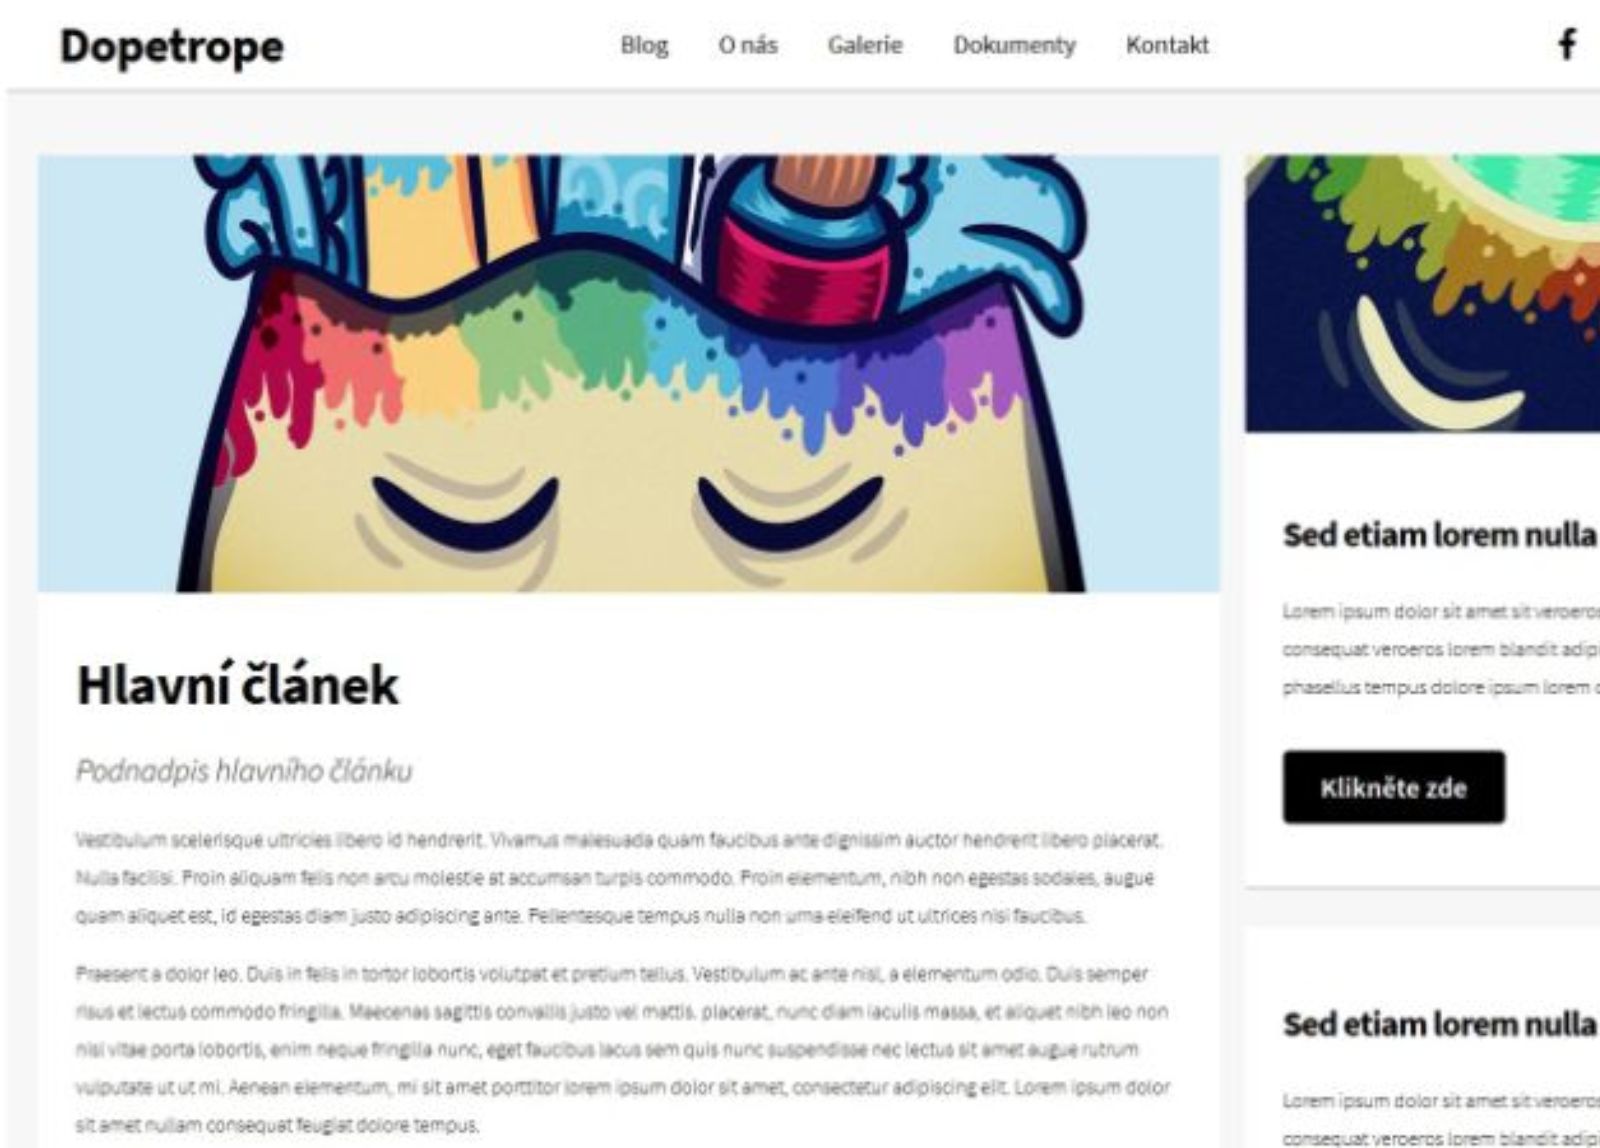 Dopetrope
Blog O nás Galerie Dokumenty Kontakt
Hlavní článek
Podnadpis hlavního článku
Vestibulum scelerisque ultricies libero id hendrerit. Vivamus malesuada quam faucibus ante dignissim auctor hendrerit libero placerat.
Nulla facilisi. Proin aliquam felis non arcu molestie at accumsan turpis commodo. Proin elementum, nibh non egestas sodales, augue
quam aliquet est, id egestas diam justo adipiscing ante. Pellentesque tempus nulla non urna eleifend ut ultrices nisi faucibus.
Praesent a dolor leo. Duis in felis in tortor lobortis volutpat et pretium tellus. Vestibulum ac ante nisl, a elementum odio. Duis semper
risus et lectus commodo fringilla. Maecenas sagittis convallis justo vel mattis. placerat, nunc diam iaculis massa, et aliquet nibh leo non
nisl vitae porta lobortis, enim neque fringilla nunc, eget faucibus lacus sem quis nunc suspendisse nec lectus sit amet augue rutrum
vulputate ut ut mi. Aenean elementum, mi sit amet porttitor lorem ipsum dolor sit amet, consectetur adipiscing elit. Lorem ipsum dolor
sit amet nullam consequat feugiat dolore tempus.
Sed etiam lorem nulla
Lorem ipsum dolor sit amet sit veroeros
consequat veroeros lorem blandit adipi
phasellus tempus dolore ipsum lorem
Klikněte zde
Sed etiam lorem nulla
Lorem ipsum dolor sit amet sit veroeros
consequat veroeros lorem blandit adipi